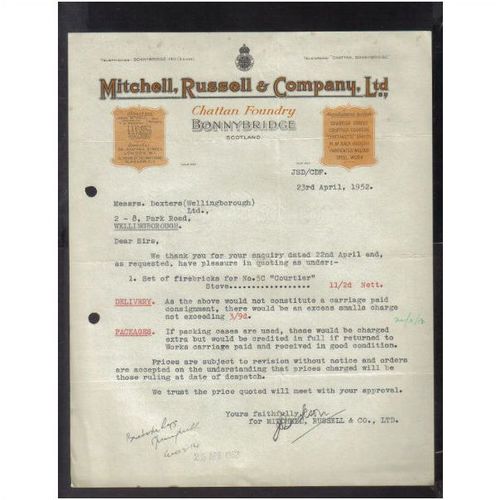 Mitchell, Russell & Company, Ltd
Chattan Foundry
BONNYBRIDGE
SCOTLAND.
JSD/CDF.
23rd April, 1952.
Messrs. Dexters (Wellingborough)
Ltd.,
2 - 8, Park Road,
WELLINGBOROUGH.
Dear Sirs,
We thank you for your enquiry dated 22nd April and,
as requested, have pleasure in quoting as under:-
1. Set of firebricks for No.5C "Courtier"
Stove.................. 11/2d Nett.
DELIVERY. As the above would not constitute a carriage paid
consignment, there would be an excess smalls charge
not exceeding 3/9d.
PACKAGES. If packing cases are used, these would be charged
extra but would be credited in full if returned to
Works carriage paid and received in good condition.
Prices are subject to revision without notice and orders
are accepted on the understanding that prices charged will be
those ruling at date of despatch.
We trust the price quoted will meet with your approval.
Yours faithfully,
for MITCHELL, RUSSELL & CO., LTD.
25 APR 1952